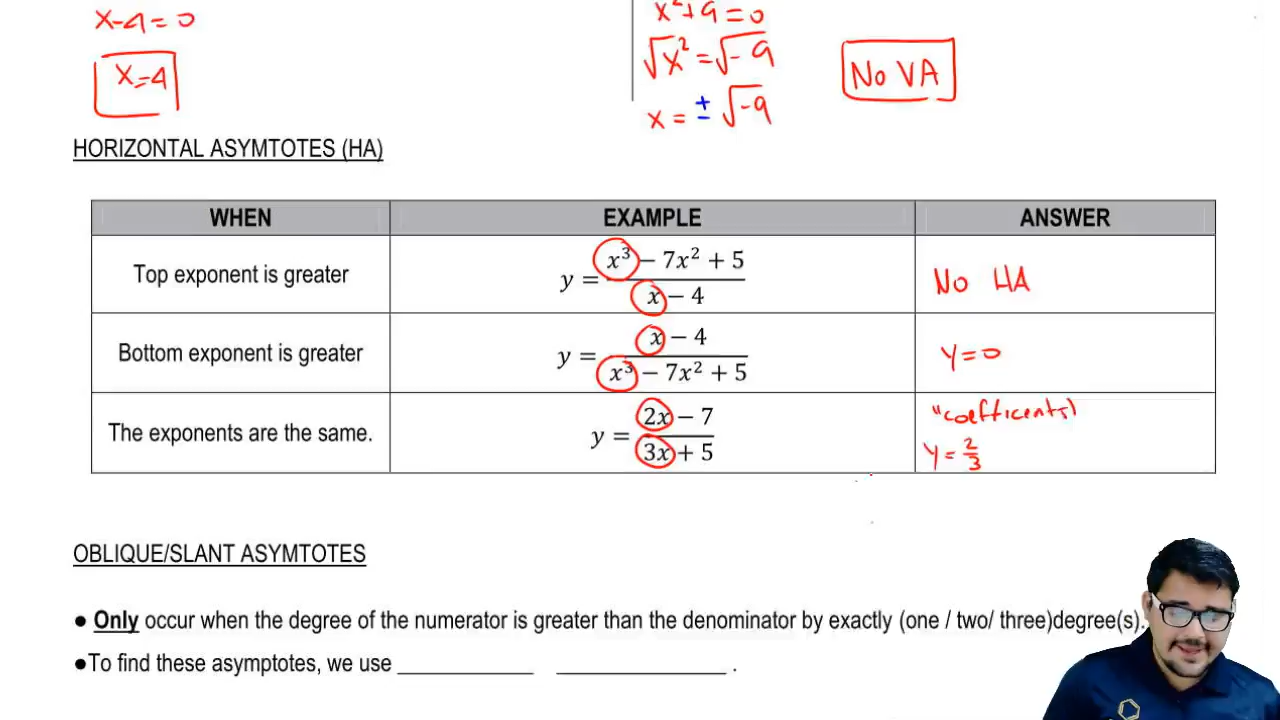 x-4=0
x=4
x²+9=0
√x²=√-9
x=±√-9
No VA
HORIZONTAL ASYMTOTES (HA)
WHEN EXAMPLE ANSWER
Top exponent is greater y = (x³ − 7x² + 5)/(x − 4) No HA
Bottom exponent is greater y = (x − 4)/(x³ − 7x² + 5) y=0
The exponents are the same. y = (2x − 7)/(3x + 5) "coefficents)
y=2/3
OBLIQUE/SLANT ASYMTOTES
● Only occur when the degree of the numerator is greater than the denominator by exactly (one / two/ three)degree(s).
●To find these asymptotes, we use ______________ _________________ .